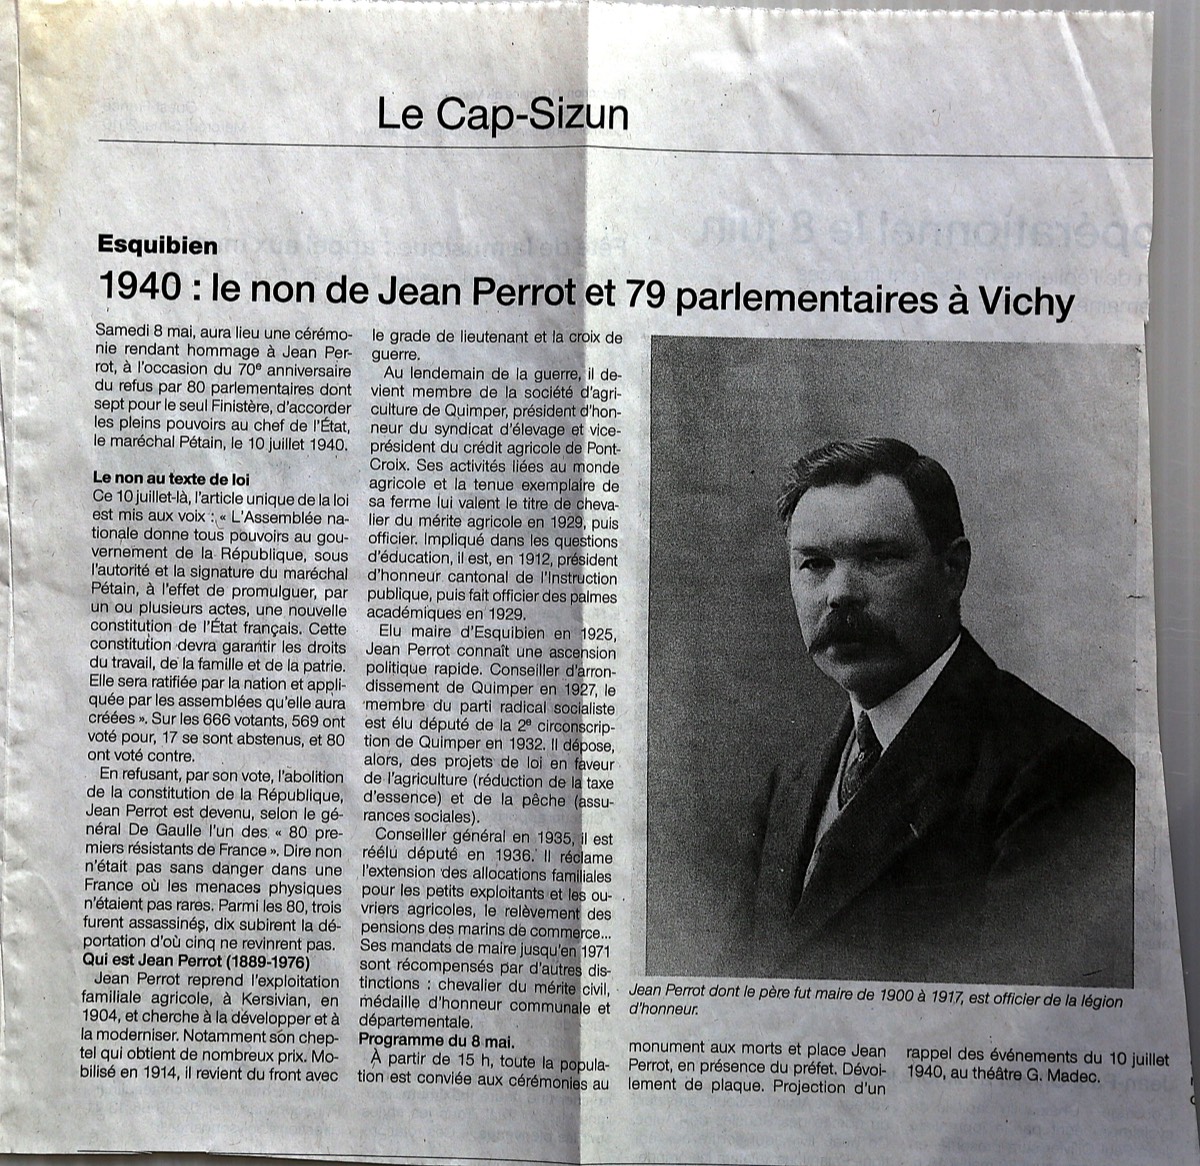 Le Cap-Sizun
Esquibien
1940 : le non de Jean Perrot et 79 parlementaires à Vichy
Samedi 8 mai, aura lieu une cérémo-
nie rendant hommage à Jean Per-
rot, à l'occasion du 70e anniversaire
du refus par 80 parlementaires dont
sept pour le seul Finistère, d'accorder
les pleins pouvoirs au chef de l'État,
le maréchal Pétain, le 10 juillet 1940.
Le non au texte de loi
Ce 10 juillet-là, l'article unique de la loi
est mis aux voix : « L'Assemblée na-
tionale donne tous pouvoirs au gou-
vernement de la République, sous
l'autorité et la signature du maréchal
Pétain, à l'effet de promulguer, par
un ou plusieurs actes, une nouvelle
constitution de l'État français. Cette
constitution devra garantir les droits
du travail, de la famille et de la patrie.
Elle sera ratifiée par la nation et appli-
quée par les assemblées qu'elle aura
créées ». Sur les 666 votants, 569 ont
voté pour, 17 se sont abstenus, et 80
ont voté contre.
En refusant, par son vote, l'abolition
de la constitution de la République,
Jean Perrot est devenu, selon le gé-
néral De Gaulle l'un des « 80 pre-
miers résistants de France ». Dire non
n'était pas sans danger dans une
France où les menaces physiques
n'étaient pas rares. Parmi les 80, trois
furent assassinés, dix subirent la dé-
portation d'où cinq ne revinrent pas.
Qui est Jean Perrot (1889-1976)
Jean Perrot reprend l'exploitation
familiale agricole, à Kersivian, en
1904, et cherche à la développer et à
la moderniser. Notamment son chep-
tel qui obtient de nombreux prix. Mo-
bilisé en 1914, il revient du front avec
le grade de lieutenant et la croix de
guerre.
Au lendemain de la guerre, il de-
vient membre de la société d'agri-
culture de Quimper, président d'hon-
neur du syndicat d'élevage et vice-
président du crédit agricole de Pont-
Croix. Ses activités liées au monde
agricole et la tenue exemplaire de
sa ferme lui valent le titre de cheva-
lier du mérite agricole en 1929, puis
officier. Impliqué dans les questions
d'éducation, il est, en 1912, président
d'honneur cantonal de l'Instruction
publique, puis fait officier des palmes
académiques en 1929.
Elu maire d'Esquibien en 1925,
Jean Perrot connaît une ascension
politique rapide. Conseiller d'arron-
dissement de Quimper en 1927, le
membre du parti radical socialiste
est élu député de la 2e circonscrip-
tion de Quimper en 1932. Il dépose,
alors, des projets de loi en faveur
de l'agriculture (réduction de la taxe
d'essence) et de la pêche (assu-
rances sociales).
Conseiller général en 1935, il est
réélu député en 1936. Il réclame
l'extension des allocations familiales
pour les petits exploitants et les ou-
vriers agricoles, le relèvement des
pensions des marins de commerce...
Ses mandats de maire jusqu'en 1971
sont récompensés par d'autres dis-
tinctions : chevalier du mérite civil,
médaille d'honneur communale et
départementale.
Programme du 8 mai.
À partir de 15 h, toute la popula-
tion est conviée aux cérémonies au
Jean Perrot dont le père fut maire de 1900 à 1917, est officier de la légion
d'honneur.
monument aux morts et place Jean
Perrot, en présence du préfet. Dévoi-
lement de plaque. Projection d'un
rappel des événements du 10 juillet
1940, au théâtre G. Madec.